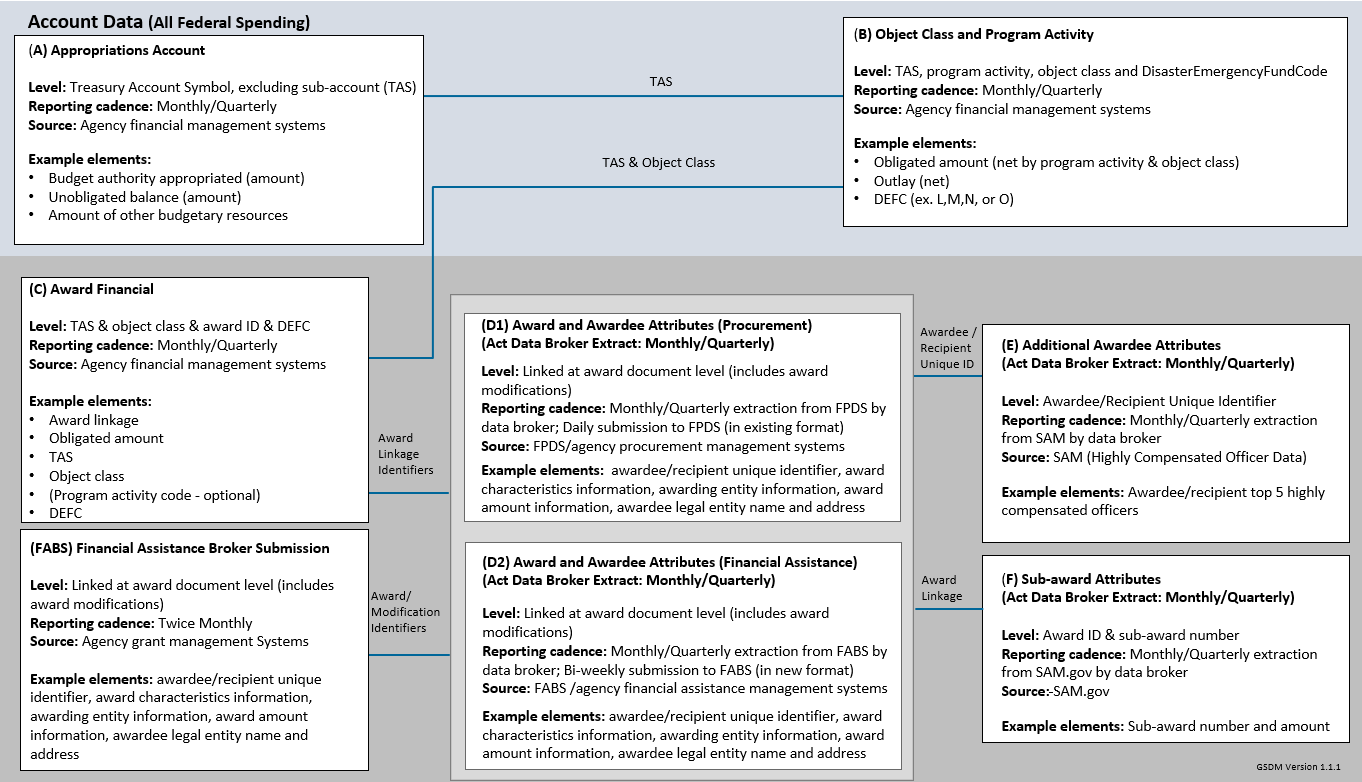 Account Data (All Federal Spending)
(A) Appropriations Account
Level: Treasury Account Symbol, excluding sub-account (TAS)
Reporting cadence: Monthly/Quarterly
Source: Agency financial management systems
Example elements:
• Budget authority appropriated (amount)
• Unobligated balance (amount)
• Amount of other budgetary resources
TAS
TAS & Object Class
(B) Object Class and Program Activity
Level: TAS, program activity, object class and DisasterEmergencyFundCode
Reporting cadence: Monthly/Quarterly
Source: Agency financial management systems
Example elements:
• Obligated amount (net by program activity & object class)
• Outlay (net)
• DEFC (ex. L,M,N, or O)
(C) Award Financial
Level: TAS & object class & award ID & DEFC
Reporting cadence: Monthly/Quarterly
Source: Agency financial management systems
Example elements:
• Award linkage
• Obligated amount
• TAS
• Object class
• (Program activity code - optional)
• DEFC
Award
Linkage
Identifiers
(FABS) Financial Assistance Broker Submission
Level: Linked at award document level (includes
award modifications)
Reporting cadence: Twice Monthly
Source: Agency grant management Systems
Example elements: awardee/recipient unique
identifier, award characteristics information,
awarding entity information, award amount
information, awardee legal entity name and
address
Award/
Modification
Identifiers
(D1) Award and Awardee Attributes (Procurement)
(Act Data Broker Extract: Monthly/Quarterly)
Level: Linked at award document level (includes award
modifications)
Reporting cadence: Monthly/Quarterly extraction from FPDS by
data broker; Daily submission to FPDS (in existing format)
Source: FPDS/agency procurement management systems
Example elements: awardee/recipient unique identifier, award
characteristics information, awarding entity information, award
amount information, awardee legal entity name and address
(D2) Award and Awardee Attributes (Financial Assistance)
(Act Data Broker Extract: Monthly/Quarterly)
Level: Linked at award document level (includes award
modifications)
Reporting cadence: Monthly/Quarterly extraction from FABS by
data broker; Bi-weekly submission to FABS (in new format)
Source: FABS /agency financial assistance management systems
Example elements: awardee/recipient unique identifier, award
characteristics information, awarding entity information, award
amount information, awardee legal entity name and address
Awardee /
Recipient
Unique ID
(E) Additional Awardee Attributes
(Act Data Broker Extract: Monthly/Quarterly)
Level: Awardee/Recipient Unique Identifier
Reporting cadence: Monthly/Quarterly extraction
from SAM by data broker
Source: SAM (Highly Compensated Officer Data)
Example elements: Awardee/recipient top 5 highly
compensated officers
Award
Linkage
(F) Sub-award Attributes
(Act Data Broker Extract: Monthly/Quarterly)
Level: Award ID & sub-award number
Reporting cadence: Monthly/Quarterly extraction
from SAM.gov by data broker
Source:-SAM.gov
Example elements: Sub-award number and amount
GSDM Version 1.1.1